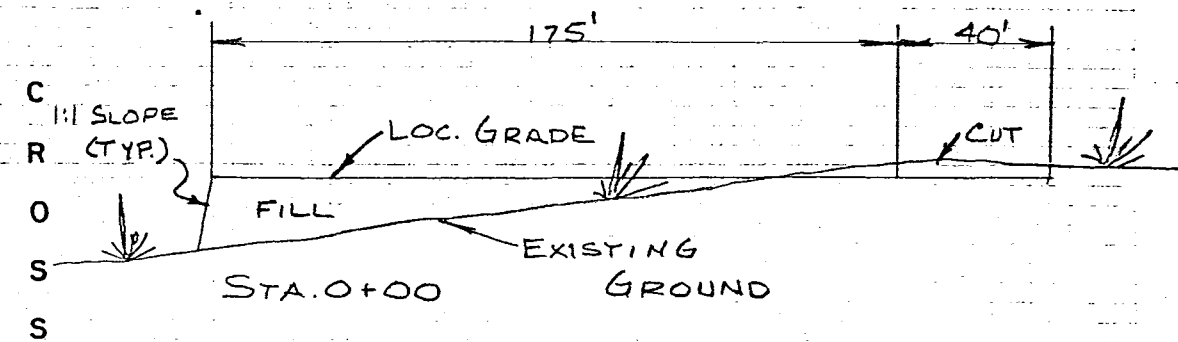 175'
40'
C
R
O
S
S
1:1 SLOPE
(TYP.)
LOC. GRADE
CUT
FILL
EXISTING
GROUND
STA. 0+00